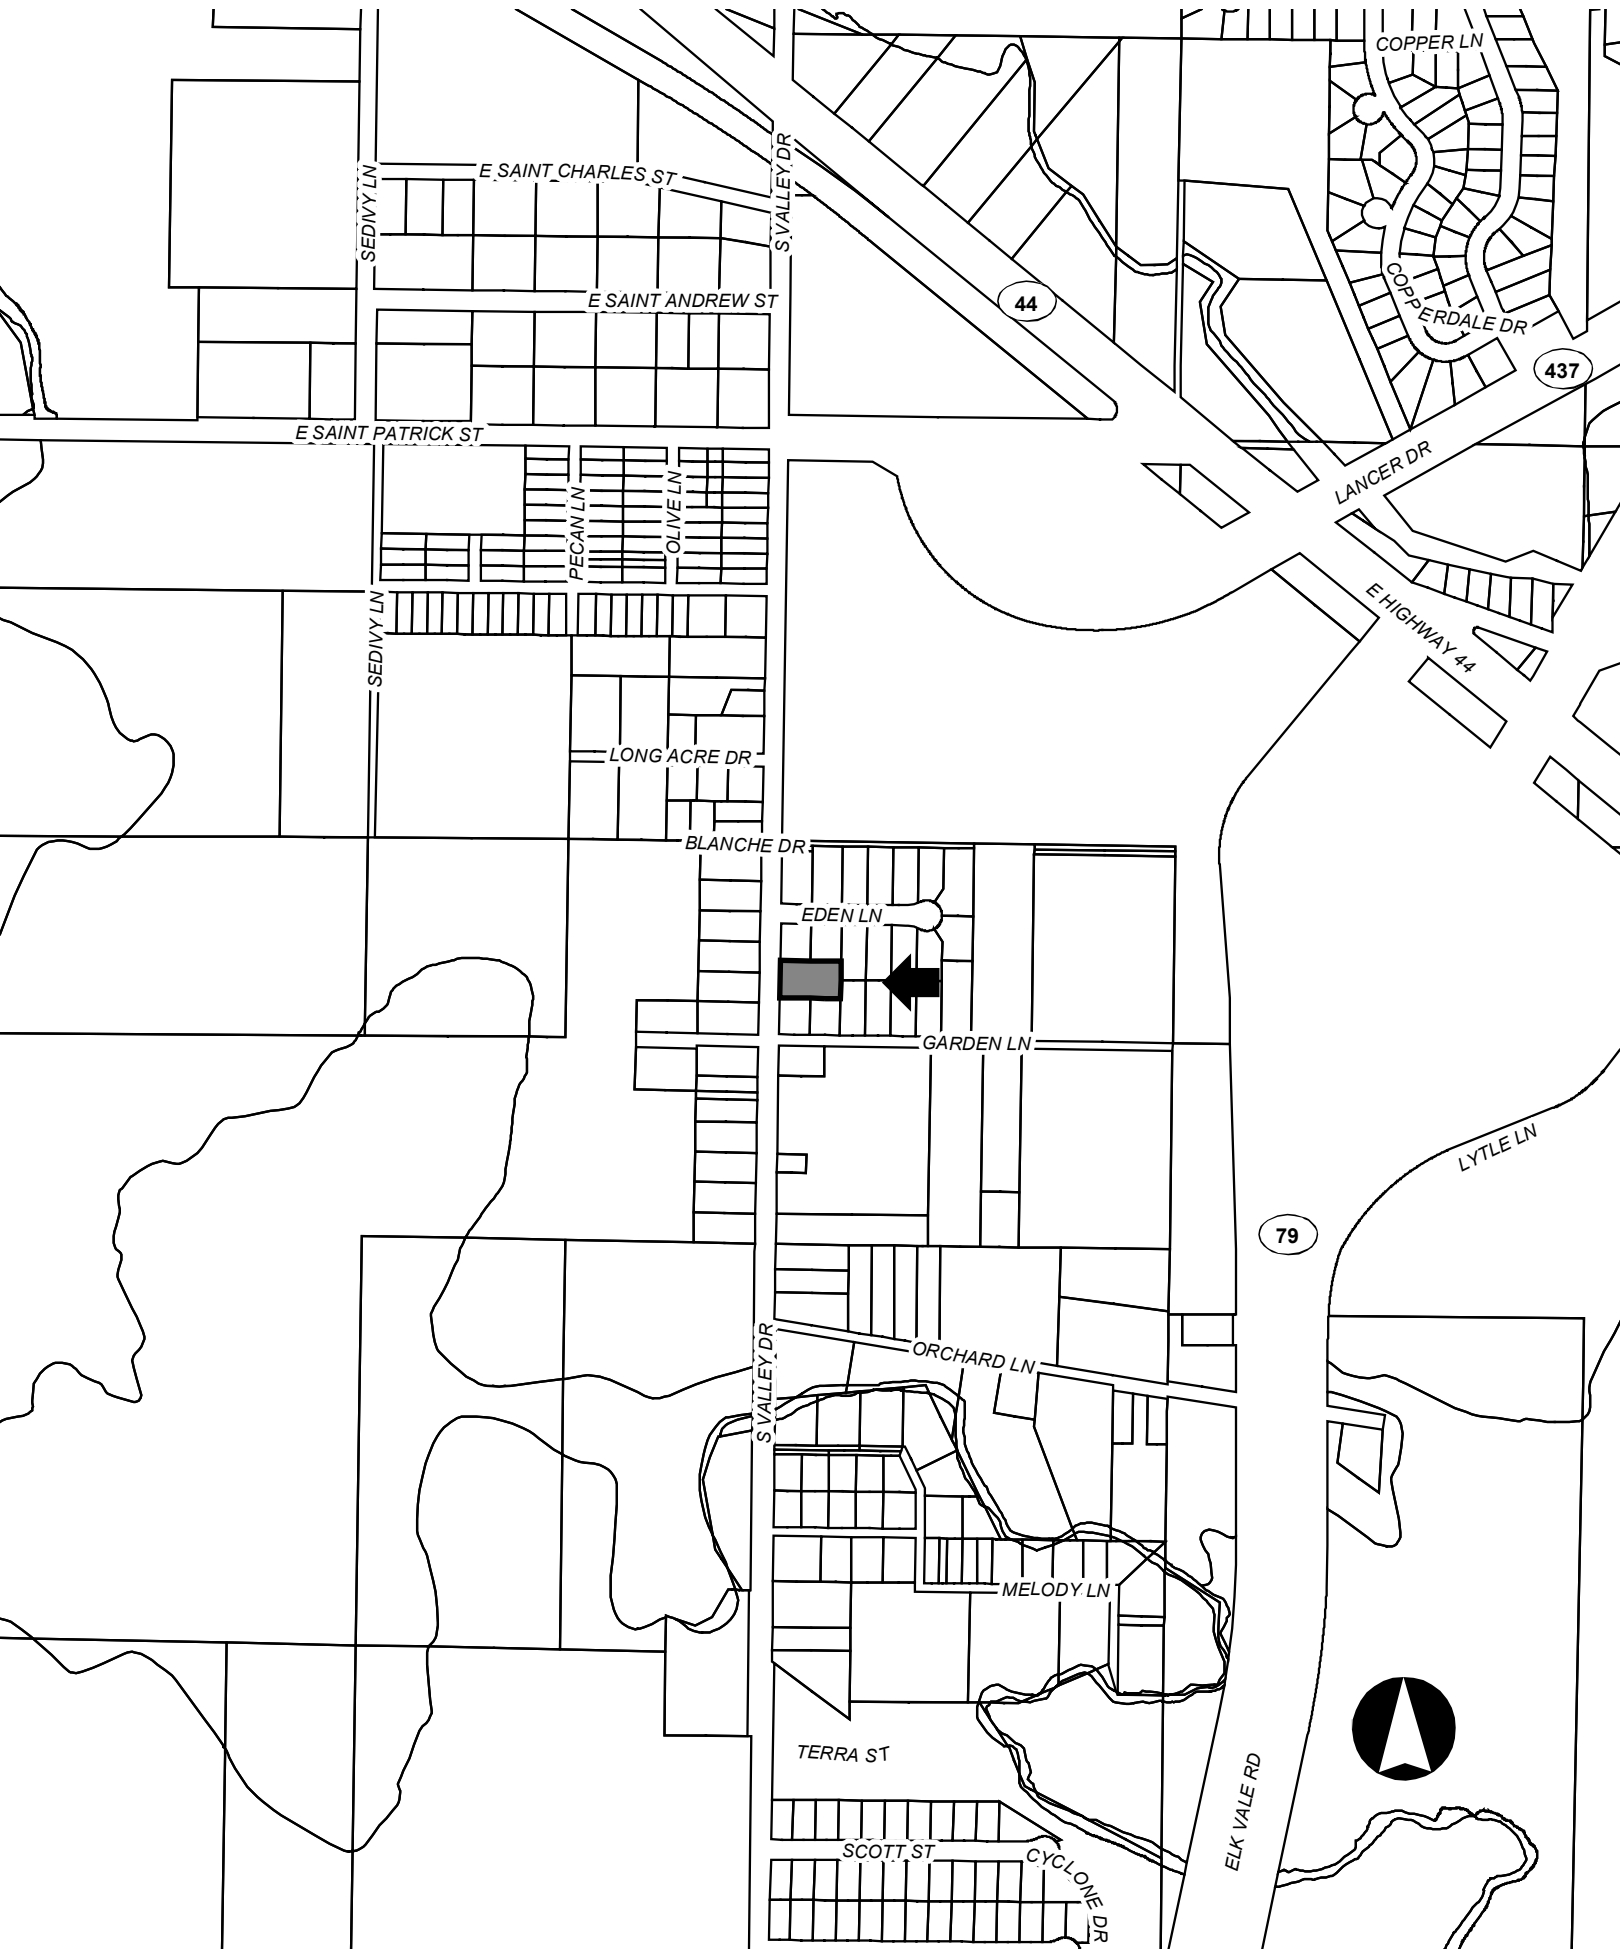 COPPER LN
E SAINT CHARLES ST
S VALLEY DR
SEDIVY LN
E SAINT ANDREW ST
44
COPPERDALE DR
437
E SAINT PATRICK ST
LANCER DR
PECAN LN
OLIVE LN
SEDIVY LN
E HIGHWAY 44
LONG ACRE DR
BLANCHE DR
EDEN LN
GARDEN LN
LYTLE LN
79
S VALLEY DR
ORCHARD LN
MELODY LN
TERRA ST
ELK VALE RD
SCOTT ST
CYCLONE DR